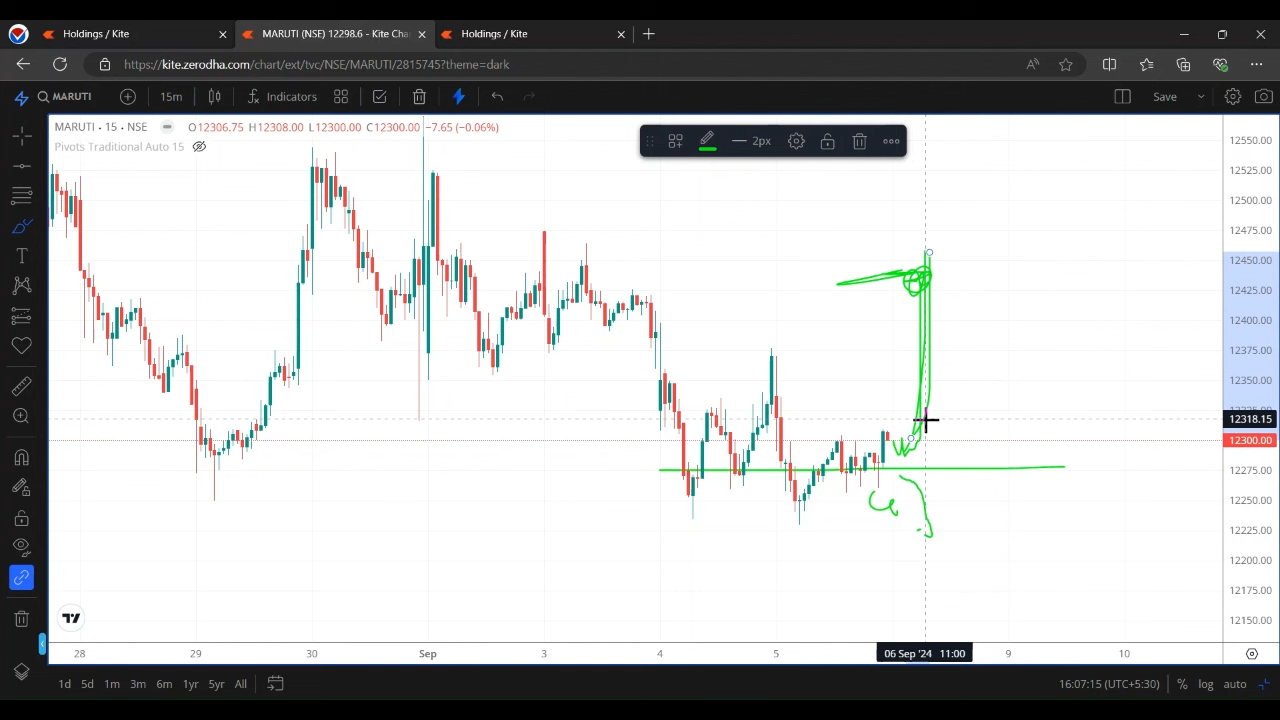 Holdings / Kite
MARUTI (NSE) 12298.6 - Kite Cha
Holdings / Kite
https://kite.zerodha.com/chart/ext/tvc/NSE/MARUTI/2815745?theme=dark
MARUTI
15m
Indicators
Save
MARUTI · 15 · NSE
O12306.75 H12308.00 L12300.00 C12300.00 −7.65 (−0.06%)
Pivots Traditional Auto 15
2px
12550.00
12525.00
12500.00
12475.00
12450.00
12425.00
12400.00
12375.00
12350.00
12318.15
12300.00
12275.00
12250.00
12225.00
12200.00
12175.00
12150.00
28 29 30 Sep 3 4 5 06 Sep '24 11:00 9 10
1d 5d 1m 3m 6m 1yr 5yr All
16:07:15 (UTC+5:30) % log auto